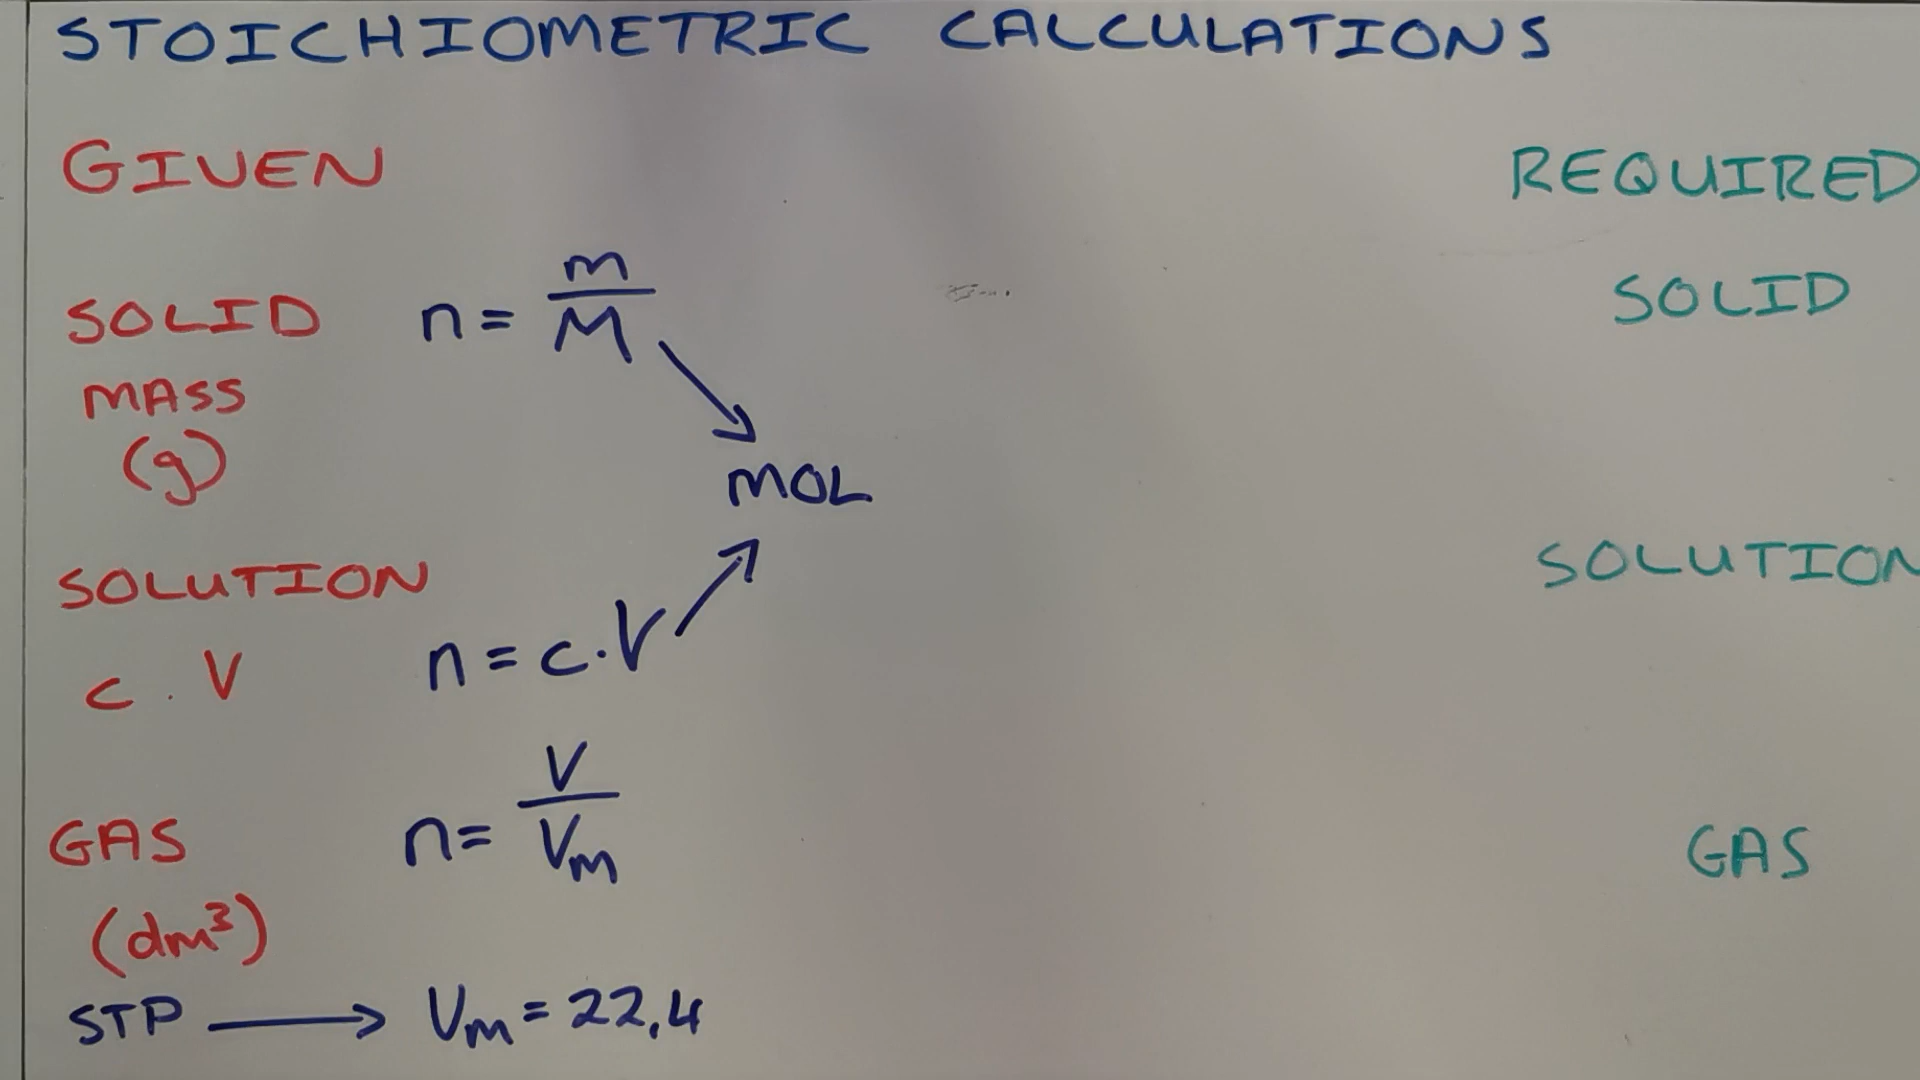 STOICHIOMETRIC CALCULATIONS
GIVEN
REQUIRED
SOLID n = m/M
SOLID
MASS
(g)
MOL
SOLUTION
SOLUTION
n = c.V
c . V
GAS n = V/Vm
GAS
(dm³)
STP → Vm = 22,4